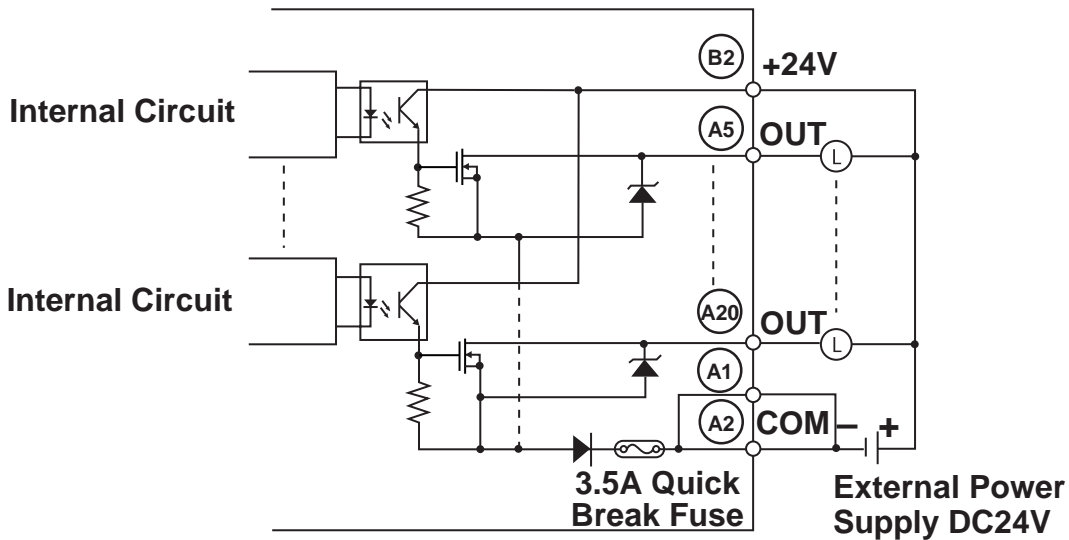 B2
+24V
Internal Circuit
A5
OUT
L
Internal Circuit
A20
OUT
L
A1
A2
COM
– +
3.5A Quick
Break Fuse
External Power
Supply DC24V